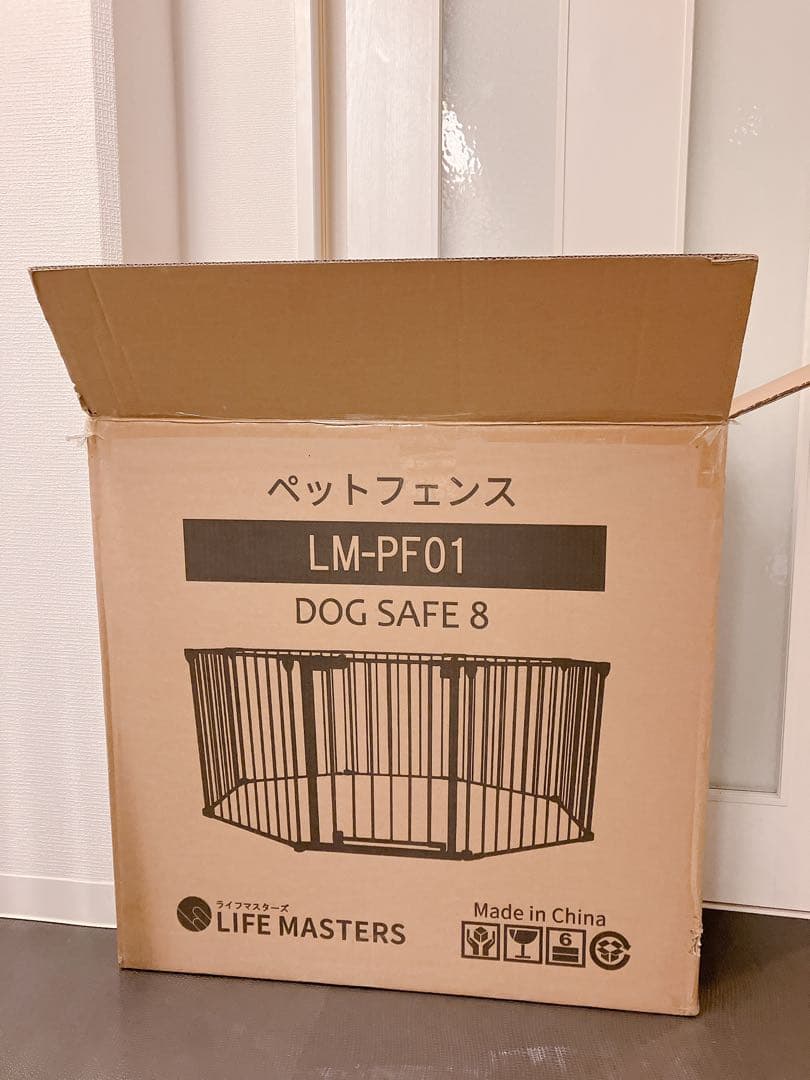 ペットフェンス
LM-PF01
DOG SAFE 8
ライフマスターズ
LIFE MASTERS
Made in China
6